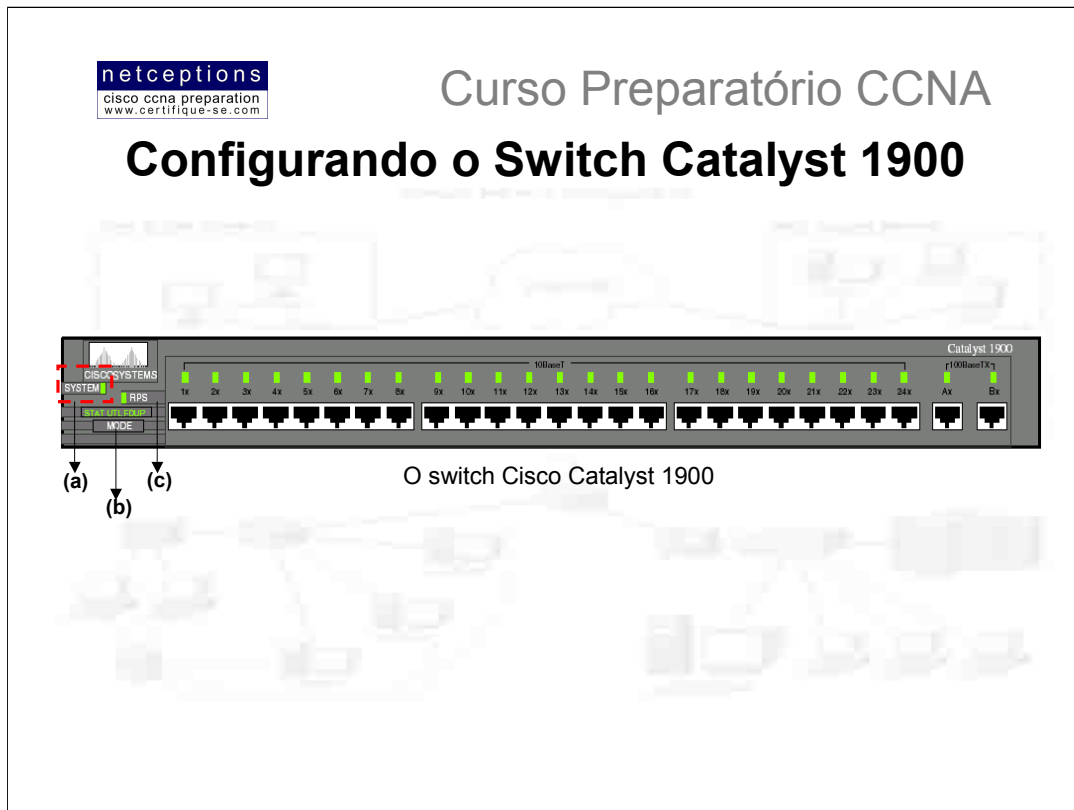 netceptions
cisco ccna preparation
www.certifique-se.com
Curso Preparatório CCNA
Configurando o Switch Catalyst 1900
Catalyst 1900
10BaseT
100BaseTX
CISCOSYSTEMS
SYSTEM
RPS
1x 2x 3x 4x 5x 6x 7x 8x 9x 10x 11x 12x 13x 14x 15x 16x 17x 18x 19x 20x 21x 22x 23x 24x Ax Bx
STAT UTL FDUP
MODE
(a)
(b)
(c)
O switch Cisco Catalyst 1900